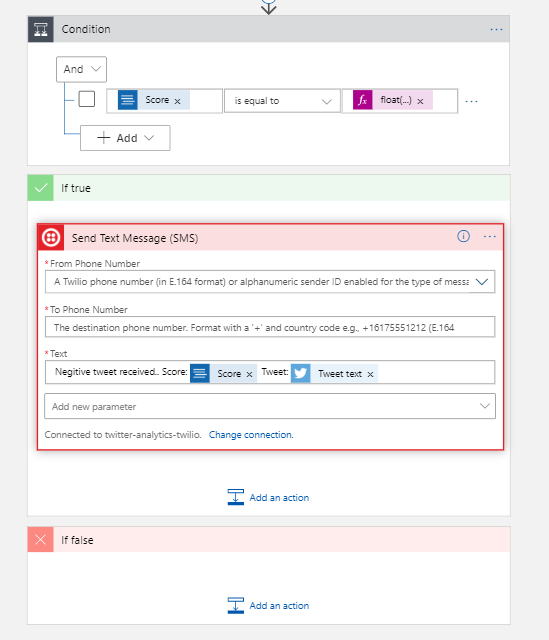 Condition
And
Score x is equal to fx float(...) x
Add
If true
Send Text Message (SMS)
* From Phone Number
A Twilio phone number (in E.164 format) or alphanumeric sender ID enabled for the type of messa
* To Phone Number
The destination phone number. Format with a '+' and country code e.g., +16175551212 (E.164
* Text
Negitive tweet received.. Score: Score x Tweet: Tweet text x
Add new parameter
Connected to twitter-analytics-twilio. Change connection.
Add an action
If false
Add an action